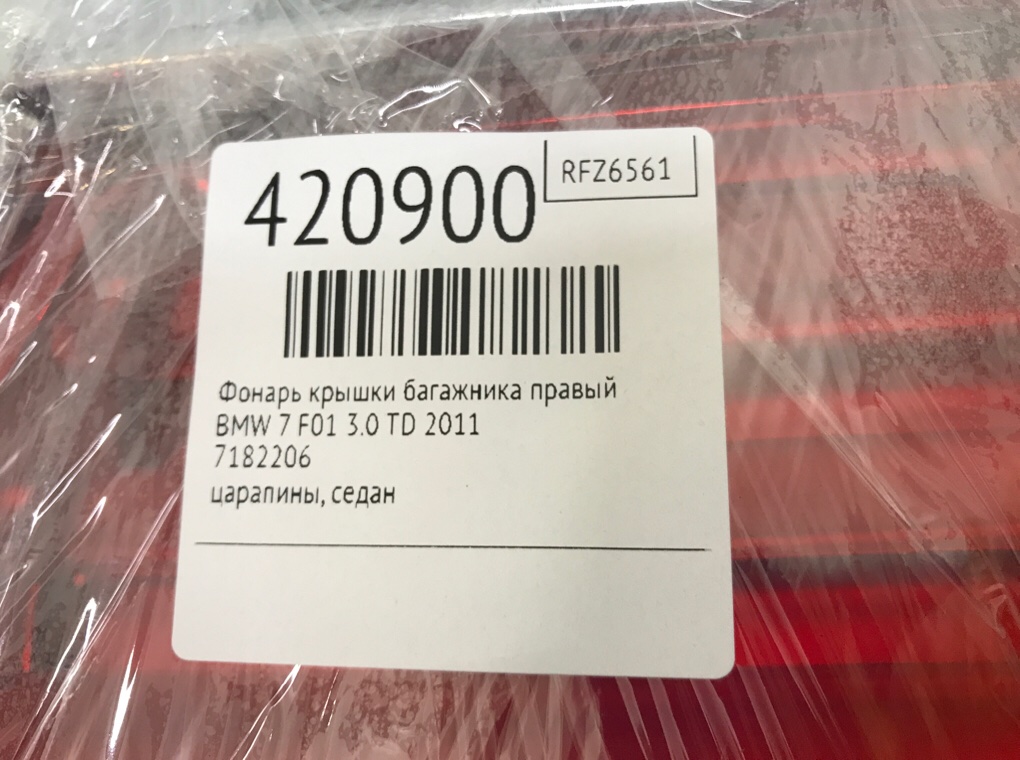 420900
RFZ6561
Фонарь крышки багажника правый
BMW 7 F01 3.0 TD 2011
7182206
царапины, седан